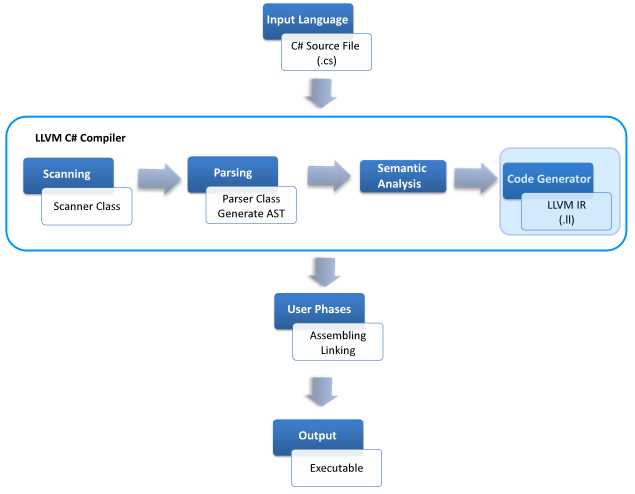 Input Language
C# Source File
(.cs)
LLVM C# Compiler
Scanning
Scanner Class
Parsing
Parser Class
Generate AST
Semantic
Analysis
Code Generator
LLVM IR
(.ll)
User Phases
Assembling
Linking
Output
Executable